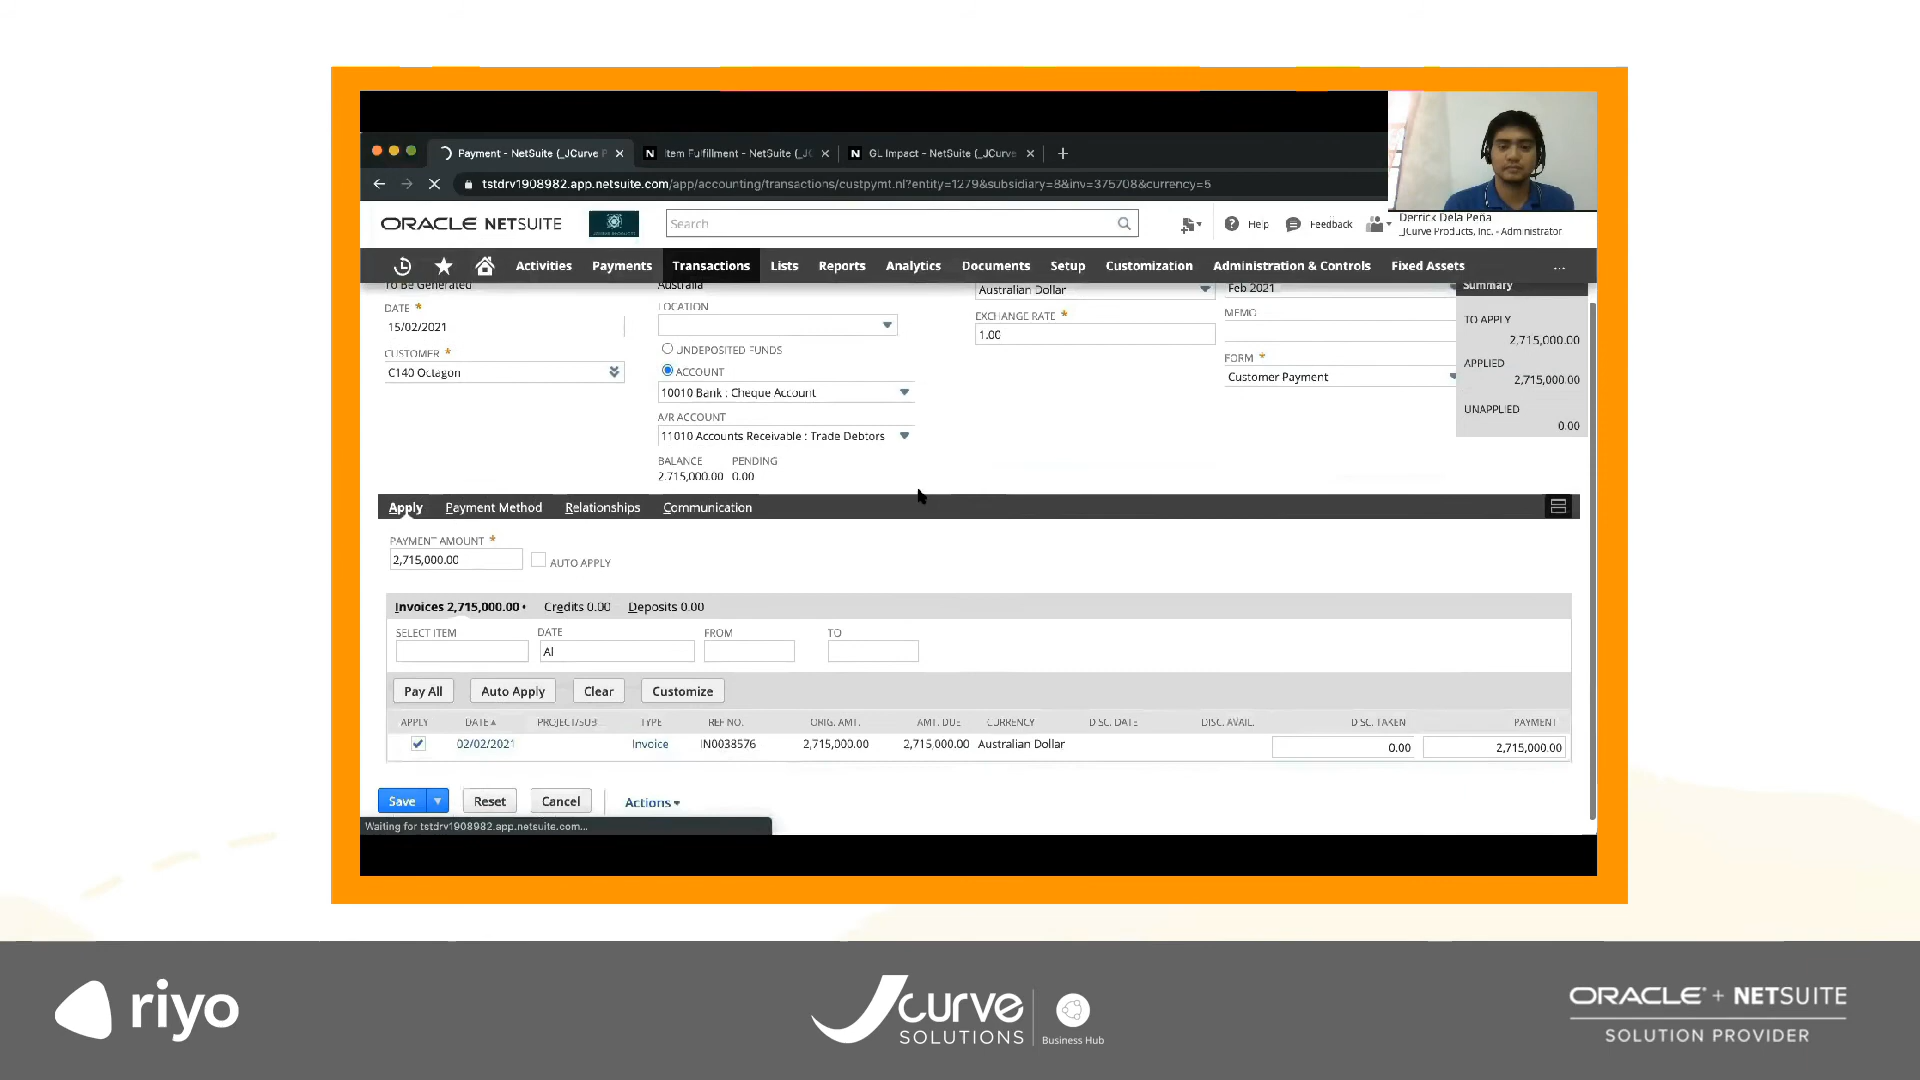 Payment - NetSuite (_JCurve P
Item Fulfillment - NetSuite (_JC
GL Impact - NetSuite (_JCurve
tstdrv1908982.app.netsuite.com/app/accounting/transactions/custpymt.nl?entity=1279&subsidiary=8&inv=375708&currency=5
ORACLE NETSUITE
Search
Help
Feedback
Derrick Dela Peña
_JCurve Products, Inc. - Administrator
Activities
Payments
Transactions
Lists
Reports
Analytics
Documents
Setup
Customization
Administration & Controls
Fixed Assets
...
To Be Generated
Australia
Australian Dollar
Feb 2021
Summary
DATE *
15/02/2021
CUSTOMER *
C140 Octagon
LOCATION
UNDEPOSITED FUNDS
ACCOUNT
10010 Bank : Cheque Account
A/R ACCOUNT
11010 Accounts Receivable : Trade Debtors
BALANCE PENDING
2,715,000.00 0.00
EXCHANGE RATE *
1.00
MEMO
FORM *
Customer Payment
TO APPLY
2,715,000.00
APPLIED
2,715,000.00
UNAPPLIED
0.00
Apply Payment Method Relationships Communication
PAYMENT AMOUNT *
2,715,000.00
AUTO APPLY
Invoices 2,715,000.00 • Credits 0.00 Deposits 0.00
SELECT ITEM DATE FROM TO
Al
Pay All Auto Apply Clear Customize
APPLY DATE PROJECT/SUB TYPE REF NO. ORIG. AMT. AMT. DUE CURRENCY DISC. DATE DISC. AVAIL. DISC. TAKEN PAYMENT
02/02/2021 Invoice IN0038576 2,715,000.00 2,715,000.00 Australian Dollar 0.00 2,715,000.00
Save Reset Cancel Actions
Waiting for tstdrv1908982.app.netsuite.com...
riyo
Jcurve
SOLUTIONS
Business Hub
ORACLE + NETSUITE
SOLUTION PROVIDER